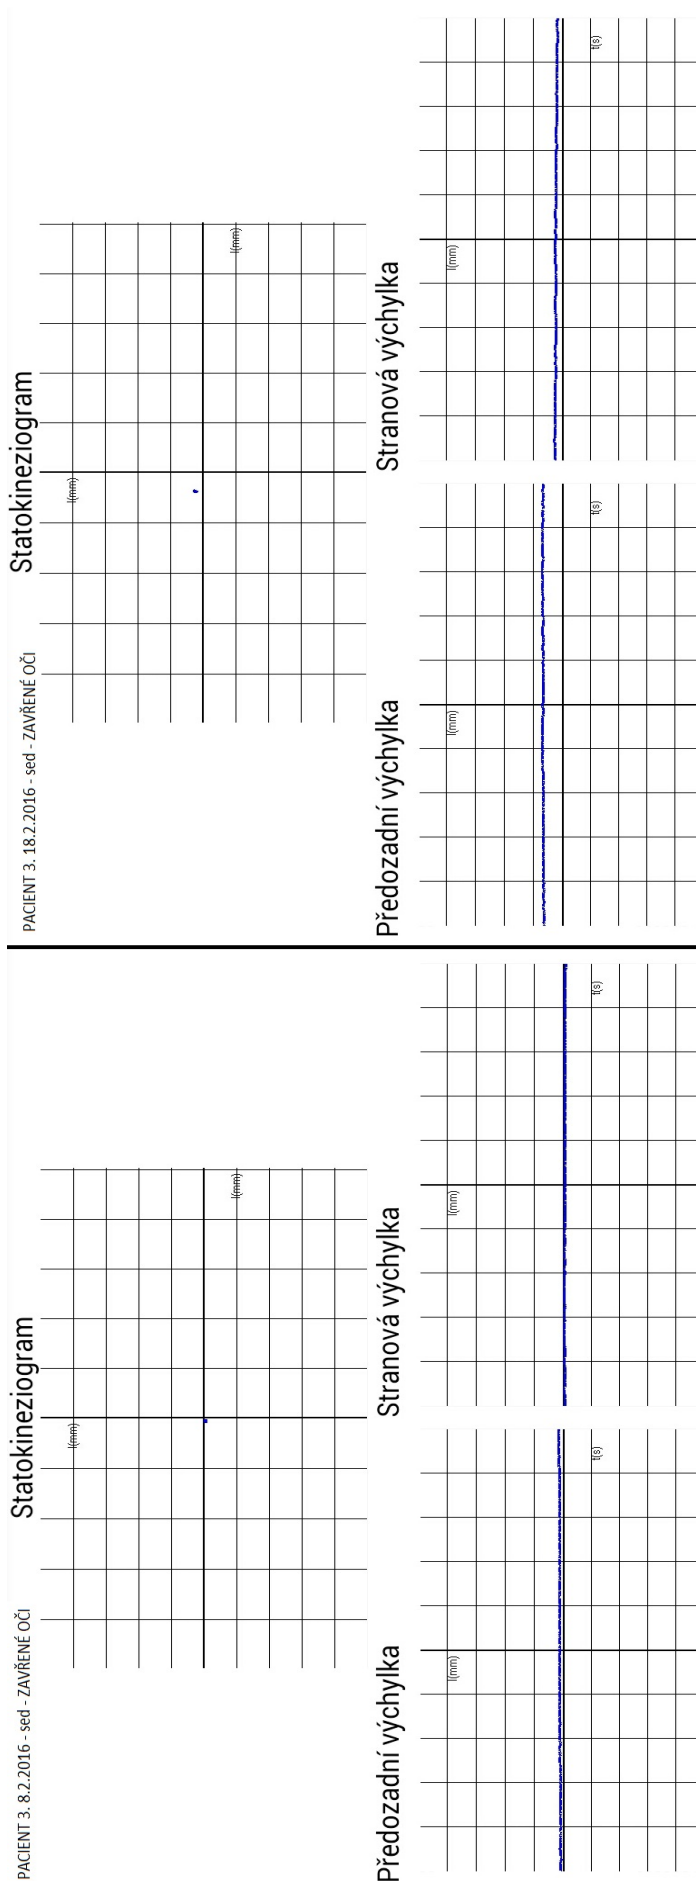 PACIENT 3. 8.2.2016 - sed - ZAVŘENÉ OČI
Statokineziogram
l(mm)
l(mm)
Předozadní výchylka
l(mm)
t(s)
Stranová výchylka
l(mm)
t(s)
PACIENT 3. 18.2.2016 - sed - ZAVŘENÉ OČI
Statokineziogram
l(mm)
l(mm)
Předozadní výchylka
l(mm)
t(s)
Stranová výchylka
l(mm)
t(s)